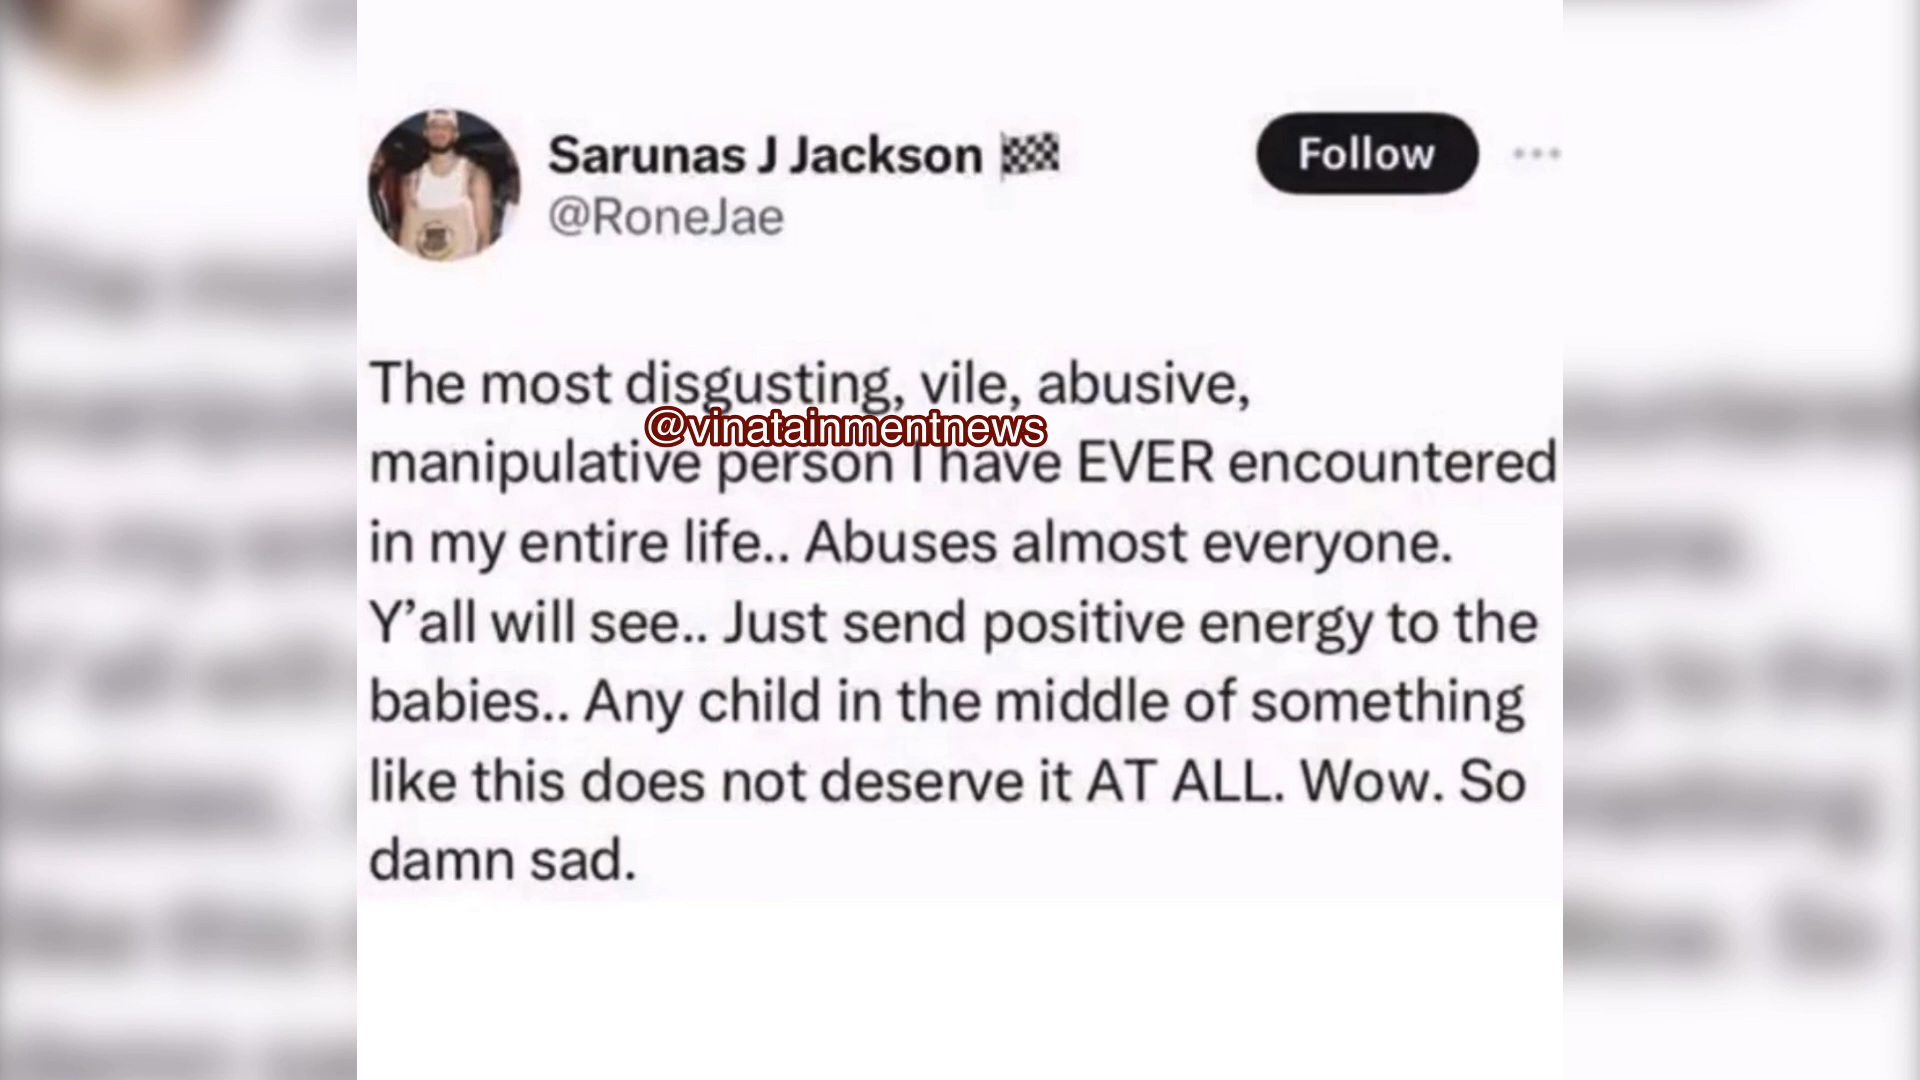 Sarunas J Jackson 🏁
@RoneJae
Follow
The most disgusting, vile, abusive,
@vinatainmentnews
manipulative person I have EVER encountered
in my entire life.. Abuses almost everyone.
Y’all will see.. Just send positive energy to the
babies.. Any child in the middle of something
like this does not deserve it AT ALL. Wow. So
damn sad.